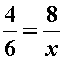 4/6 = 8/x